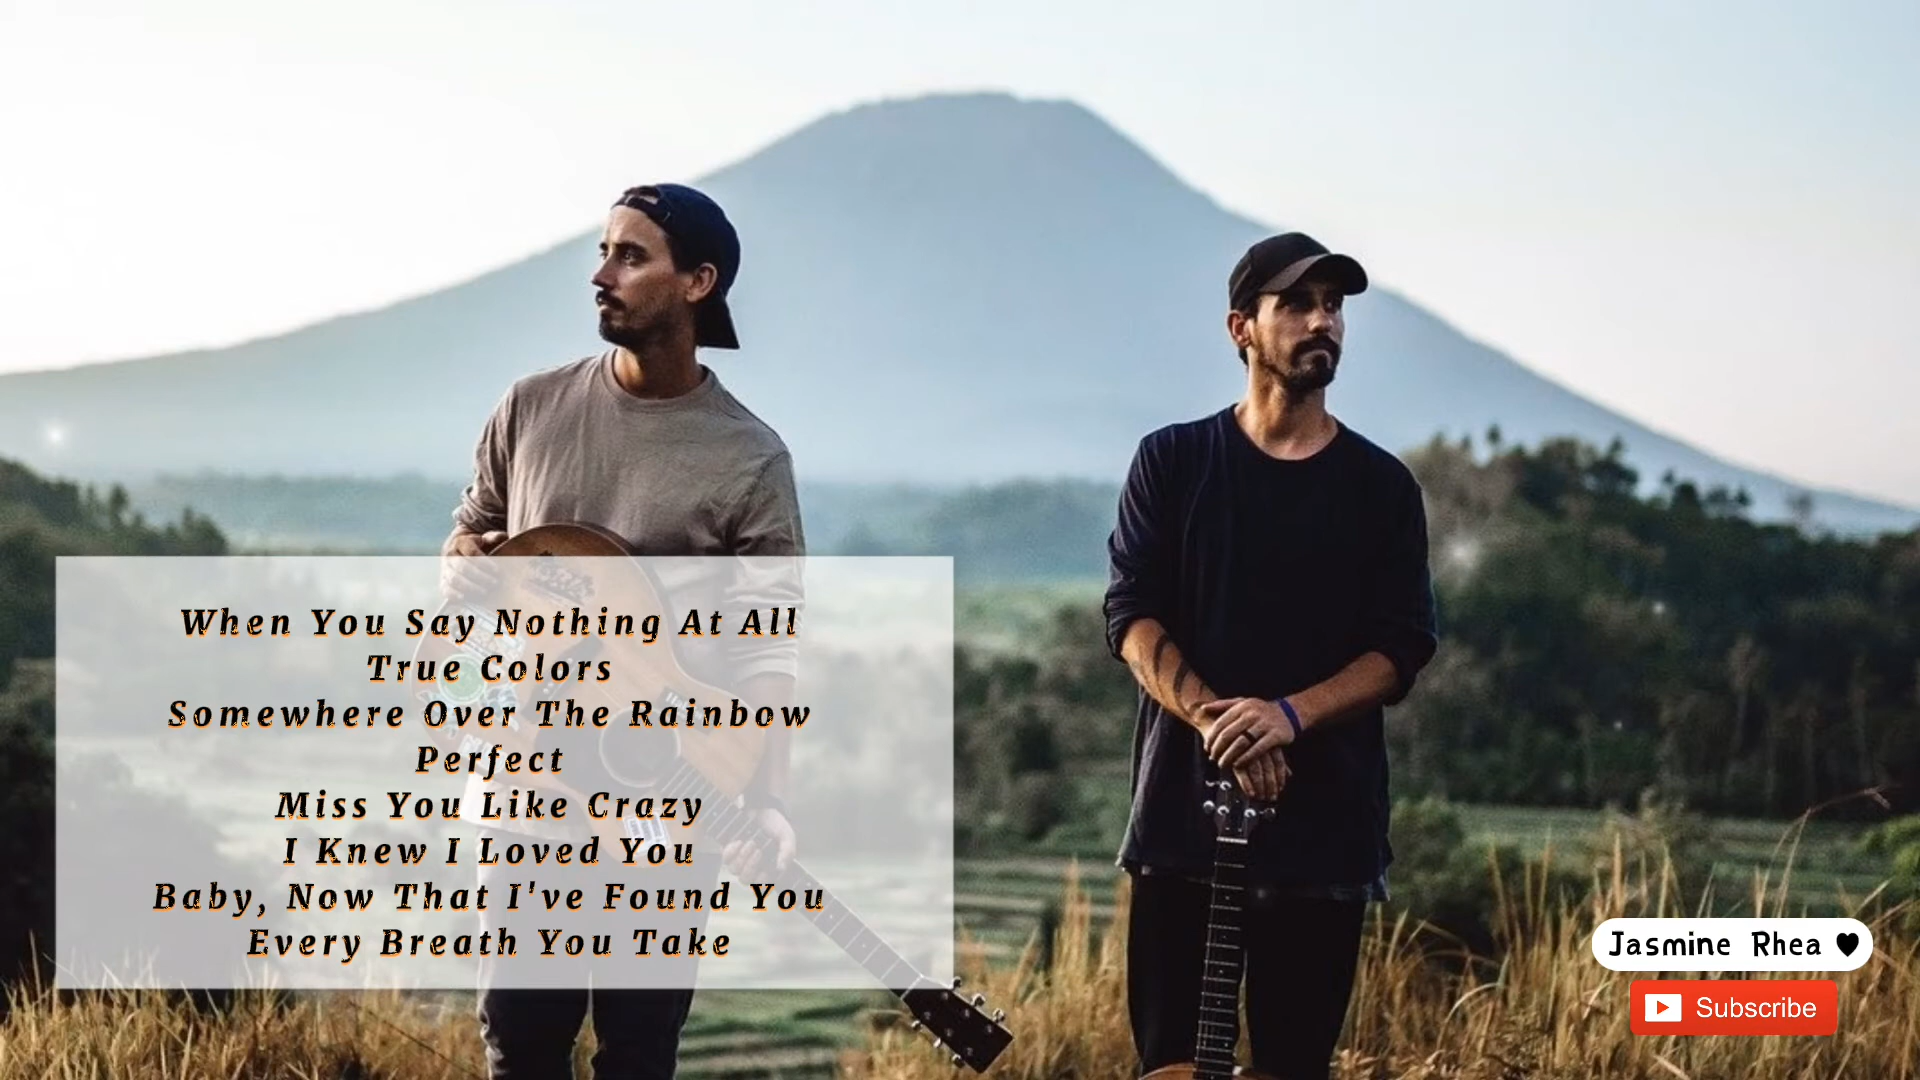 When You Say Nothing At All
True Colors
Somewhere Over The Rainbow
Perfect
Miss You Like Crazy
I Knew I Loved You
Baby, Now That I've Found You
Every Breath You Take
Jasmine Rhea
Subscribe